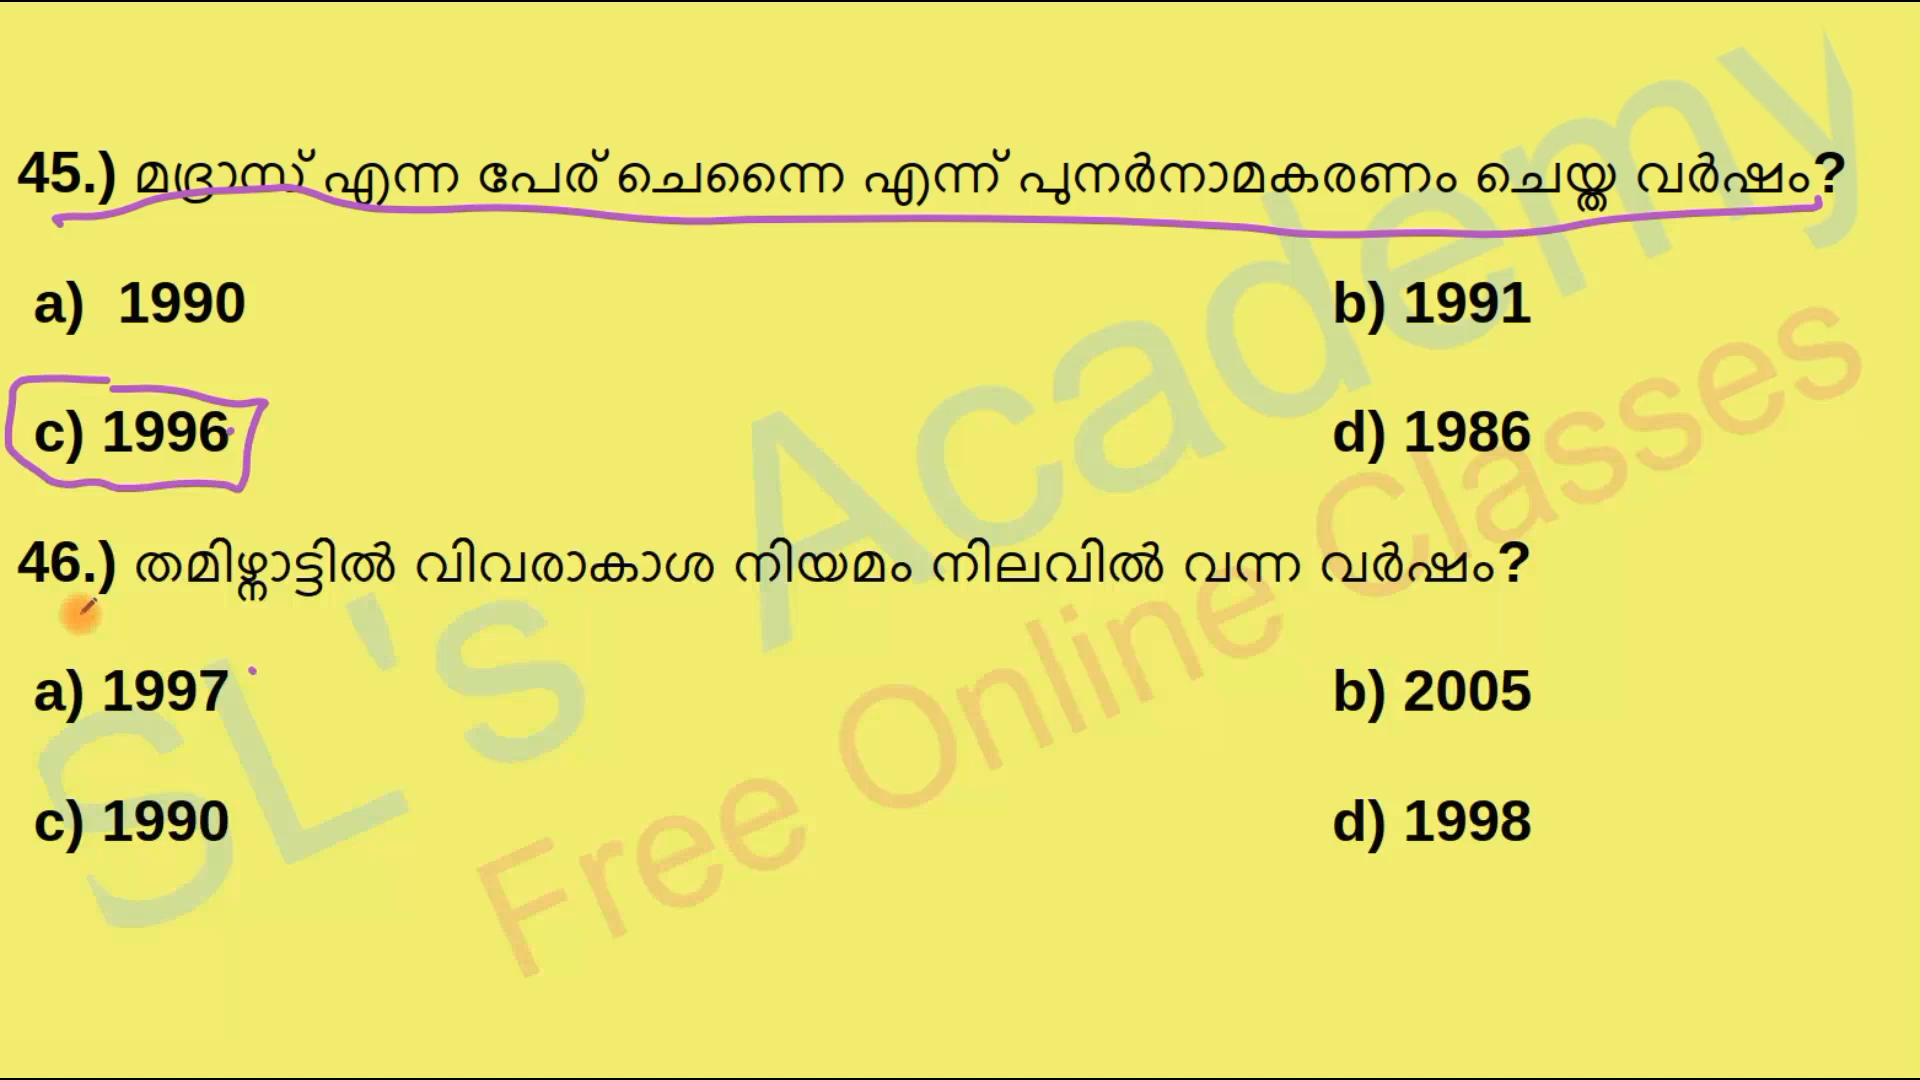 45.) മദ്രാസ് എന്ന പേര് ചെന്നൈ എന്ന് പുനർനാമകരണം ചെയ്ത വർഷം?
a) 1990
b) 1991
c) 1996
d) 1986
46.) തമിഴ്നാട്ടിൽ വിവരാകാശ നിയമം നിലവിൽ വന്ന വർഷം?
a) 1997
b) 2005
c) 1990
d) 1998
SL's Academy
Free Online Classes